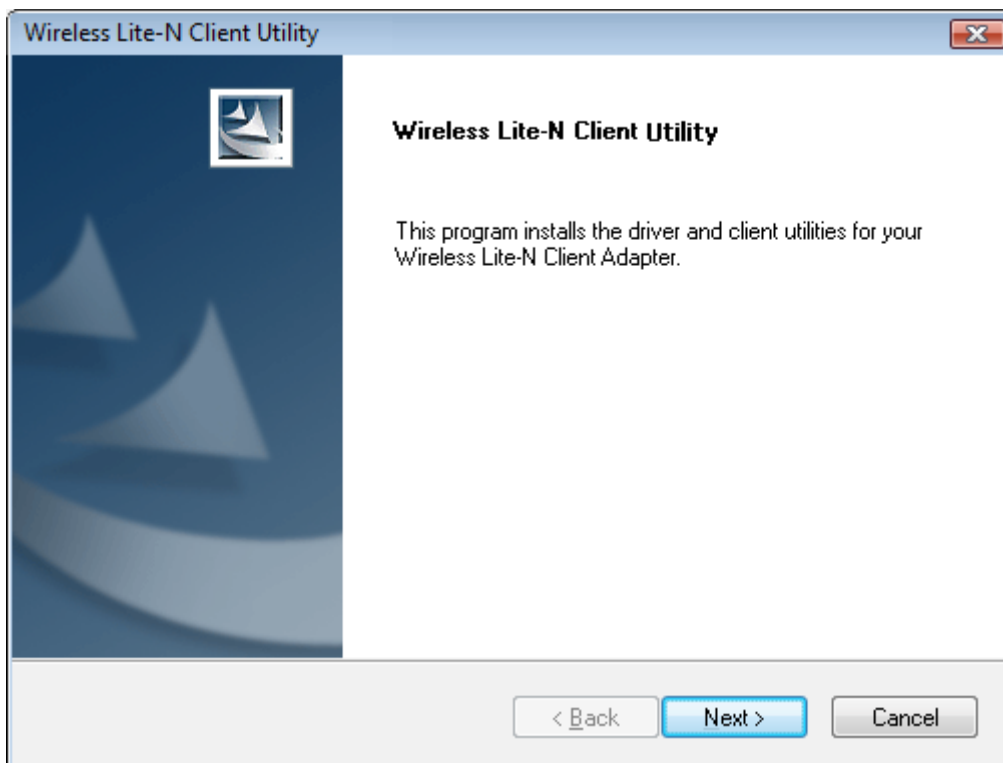 Wireless Lite-N Client Utility
Wireless Lite-N Client Utility
This program installs the driver and client utilities for your
Wireless Lite-N Client Adapter.
< Back
Next >
Cancel